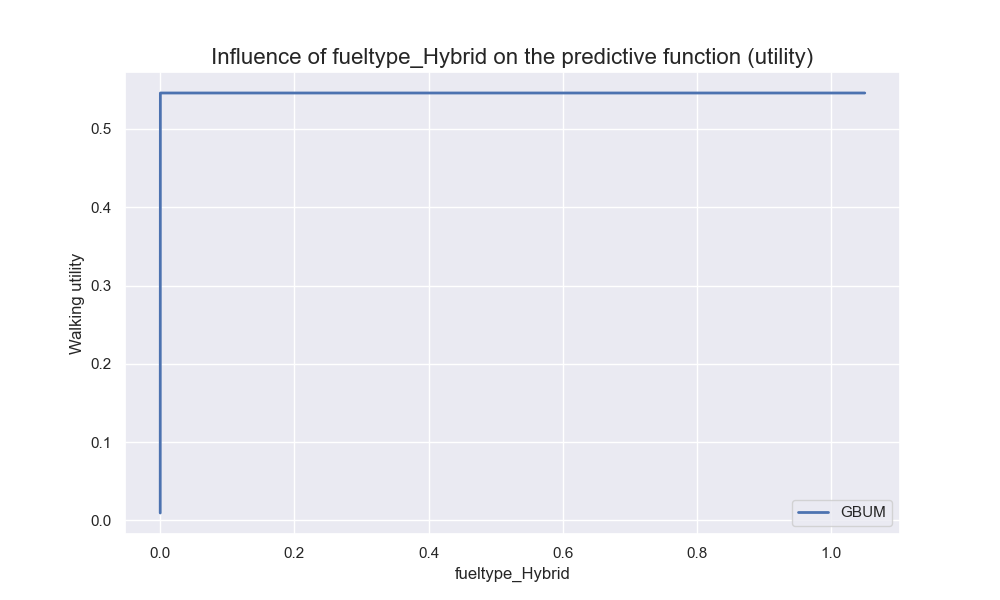 Influence of fueltype_Hybrid on the predictive function (utility)
Walking utility
0.5
0.4
0.3
0.2
0.1
0.0
GBUM
0.0 0.2 0.4 0.6 0.8 1.0
fueltype_Hybrid